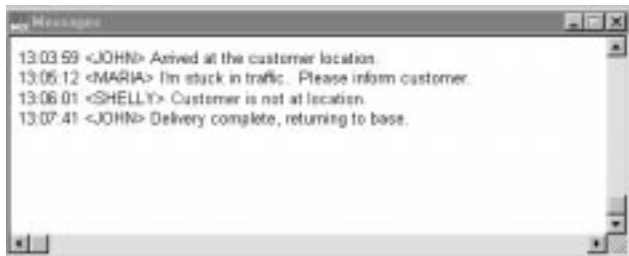 Messages
13:03:59 <JOHN> Arrived at the customer location.
13:05:12 <MARIA> I'm stuck in traffic. Please inform customer.
13:06:01 <SHELLY> Customer is not at location.
13:07:41 <JOHN> Delivery complete, returning to base.